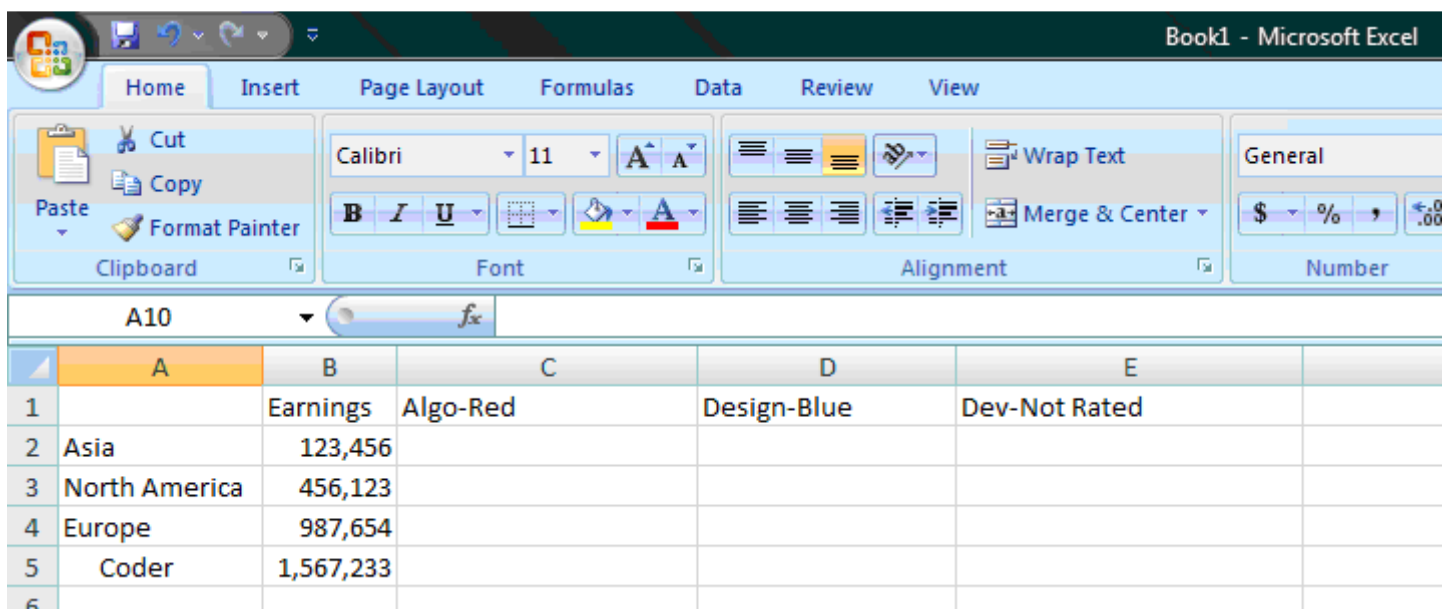 Book1 - Microsoft Excel
Home Insert Page Layout Formulas Data Review View
Cut
Copy
Paste
Format Painter
Clipboard
Calibri 11 A A
B I U A
Font
Wrap Text
Merge & Center
Alignment
General
$ % , .00
Number
A10 fx
A B C D E
1 Earnings Algo-Red Design-Blue Dev-Not Rated
2 Asia 123,456
3 North America 456,123
4 Europe 987,654
5 Coder 1,567,233
6